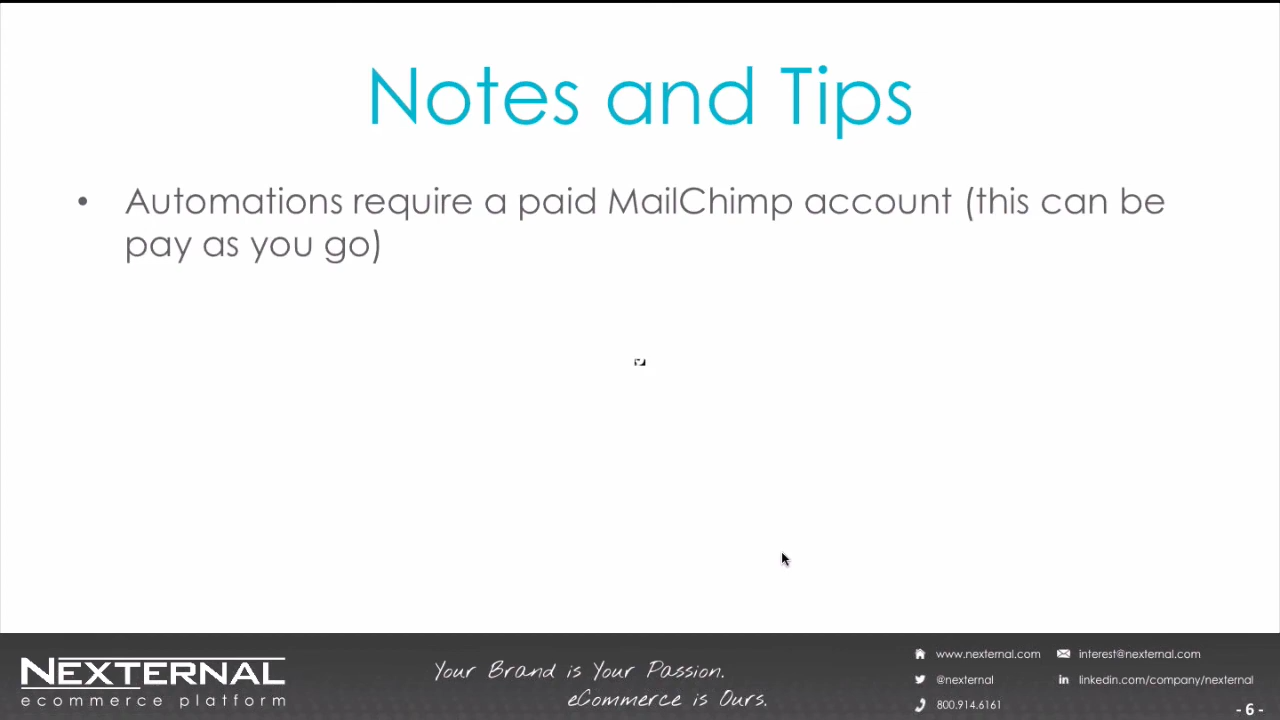 Notes and Tips
• Automations require a paid MailChimp account (this can be
pay as you go)
NEXTERNAL
ecommerce platform
Your Brand is Your Passion.
eCommerce is Ours.
www.nexternal.com
interest@nexternal.com
@nexternal
linkedin.com/company/nexternal
800.914.6161
- 6 -